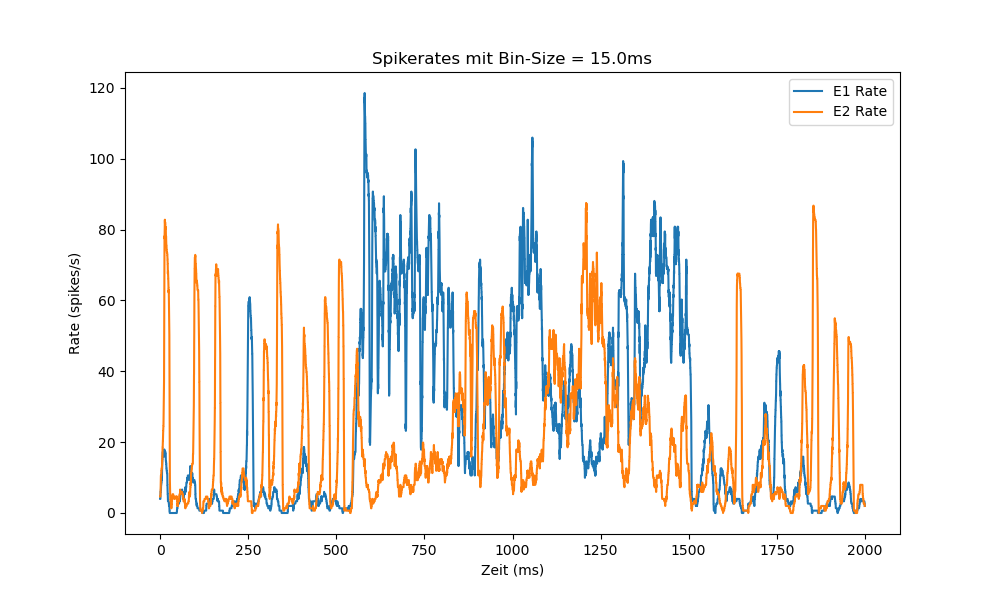 Spikerates mit Bin-Size = 15.0ms
E1 Rate
E2 Rate
120
100
80
60
40
20
0
Rate (spikes/s)
0 250 500 750 1000 1250 1500 1750 2000
Zeit (ms)